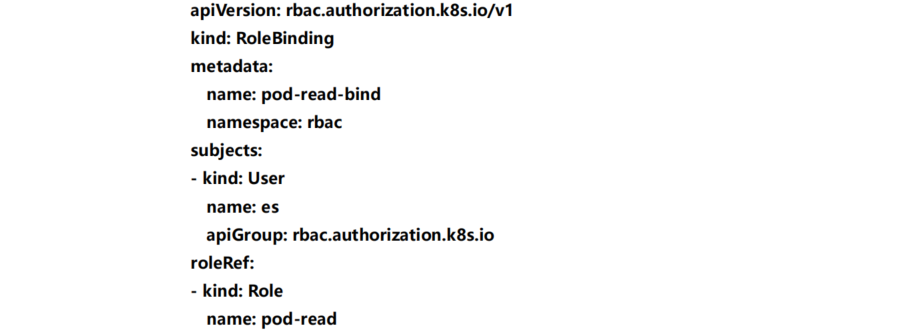 apiVersion: rbac.authorization.k8s.io/v1
kind: RoleBinding
metadata:
  name: pod-read-bind
  namespace: rbac
subjects:
- kind: User
  name: es
  apiGroup: rbac.authorization.k8s.io
roleRef:
- kind: Role
  name: pod-read